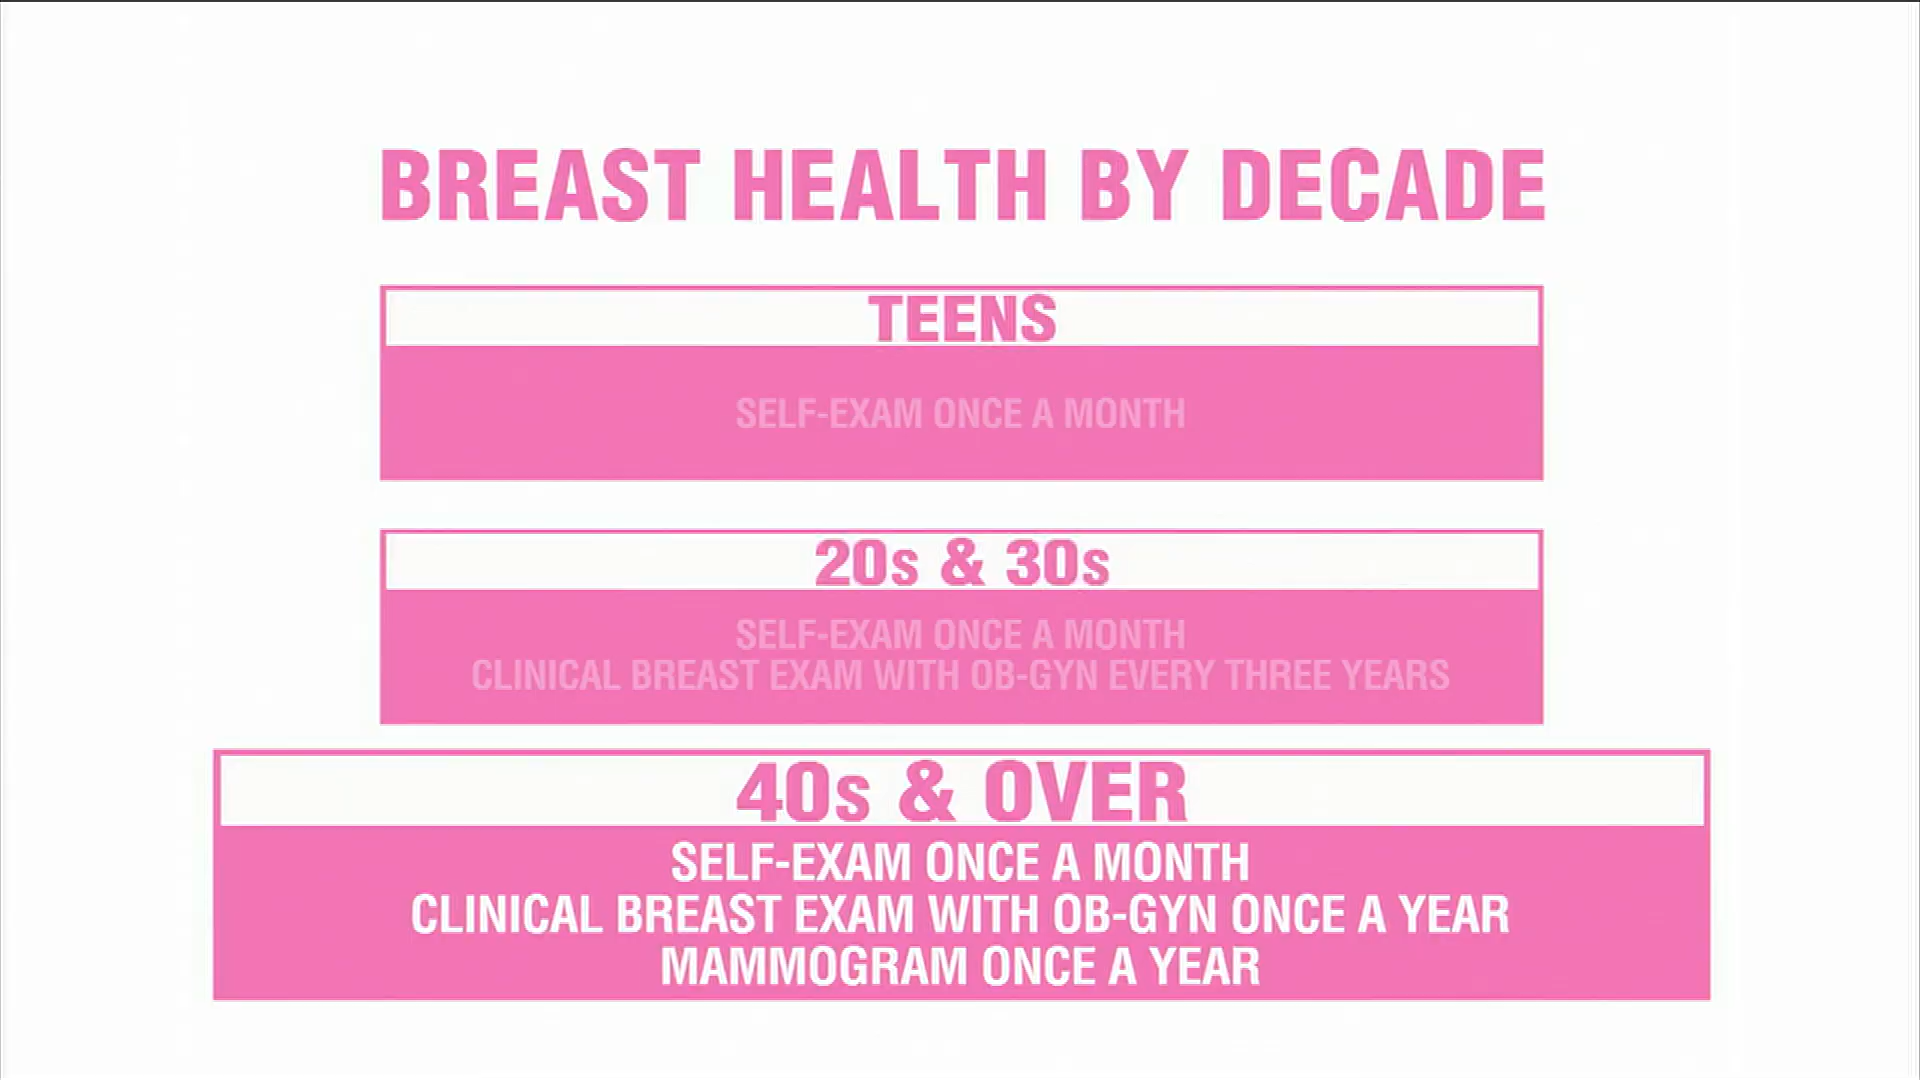 BREAST HEALTH BY DECADE
TEENS
SELF-EXAM ONCE A MONTH
20s & 30s
SELF-EXAM ONCE A MONTH
CLINICAL BREAST EXAM WITH OB-GYN EVERY THREE YEARS
40s & OVER
SELF-EXAM ONCE A MONTH
CLINICAL BREAST EXAM WITH OB-GYN ONCE A YEAR
MAMMOGRAM ONCE A YEAR